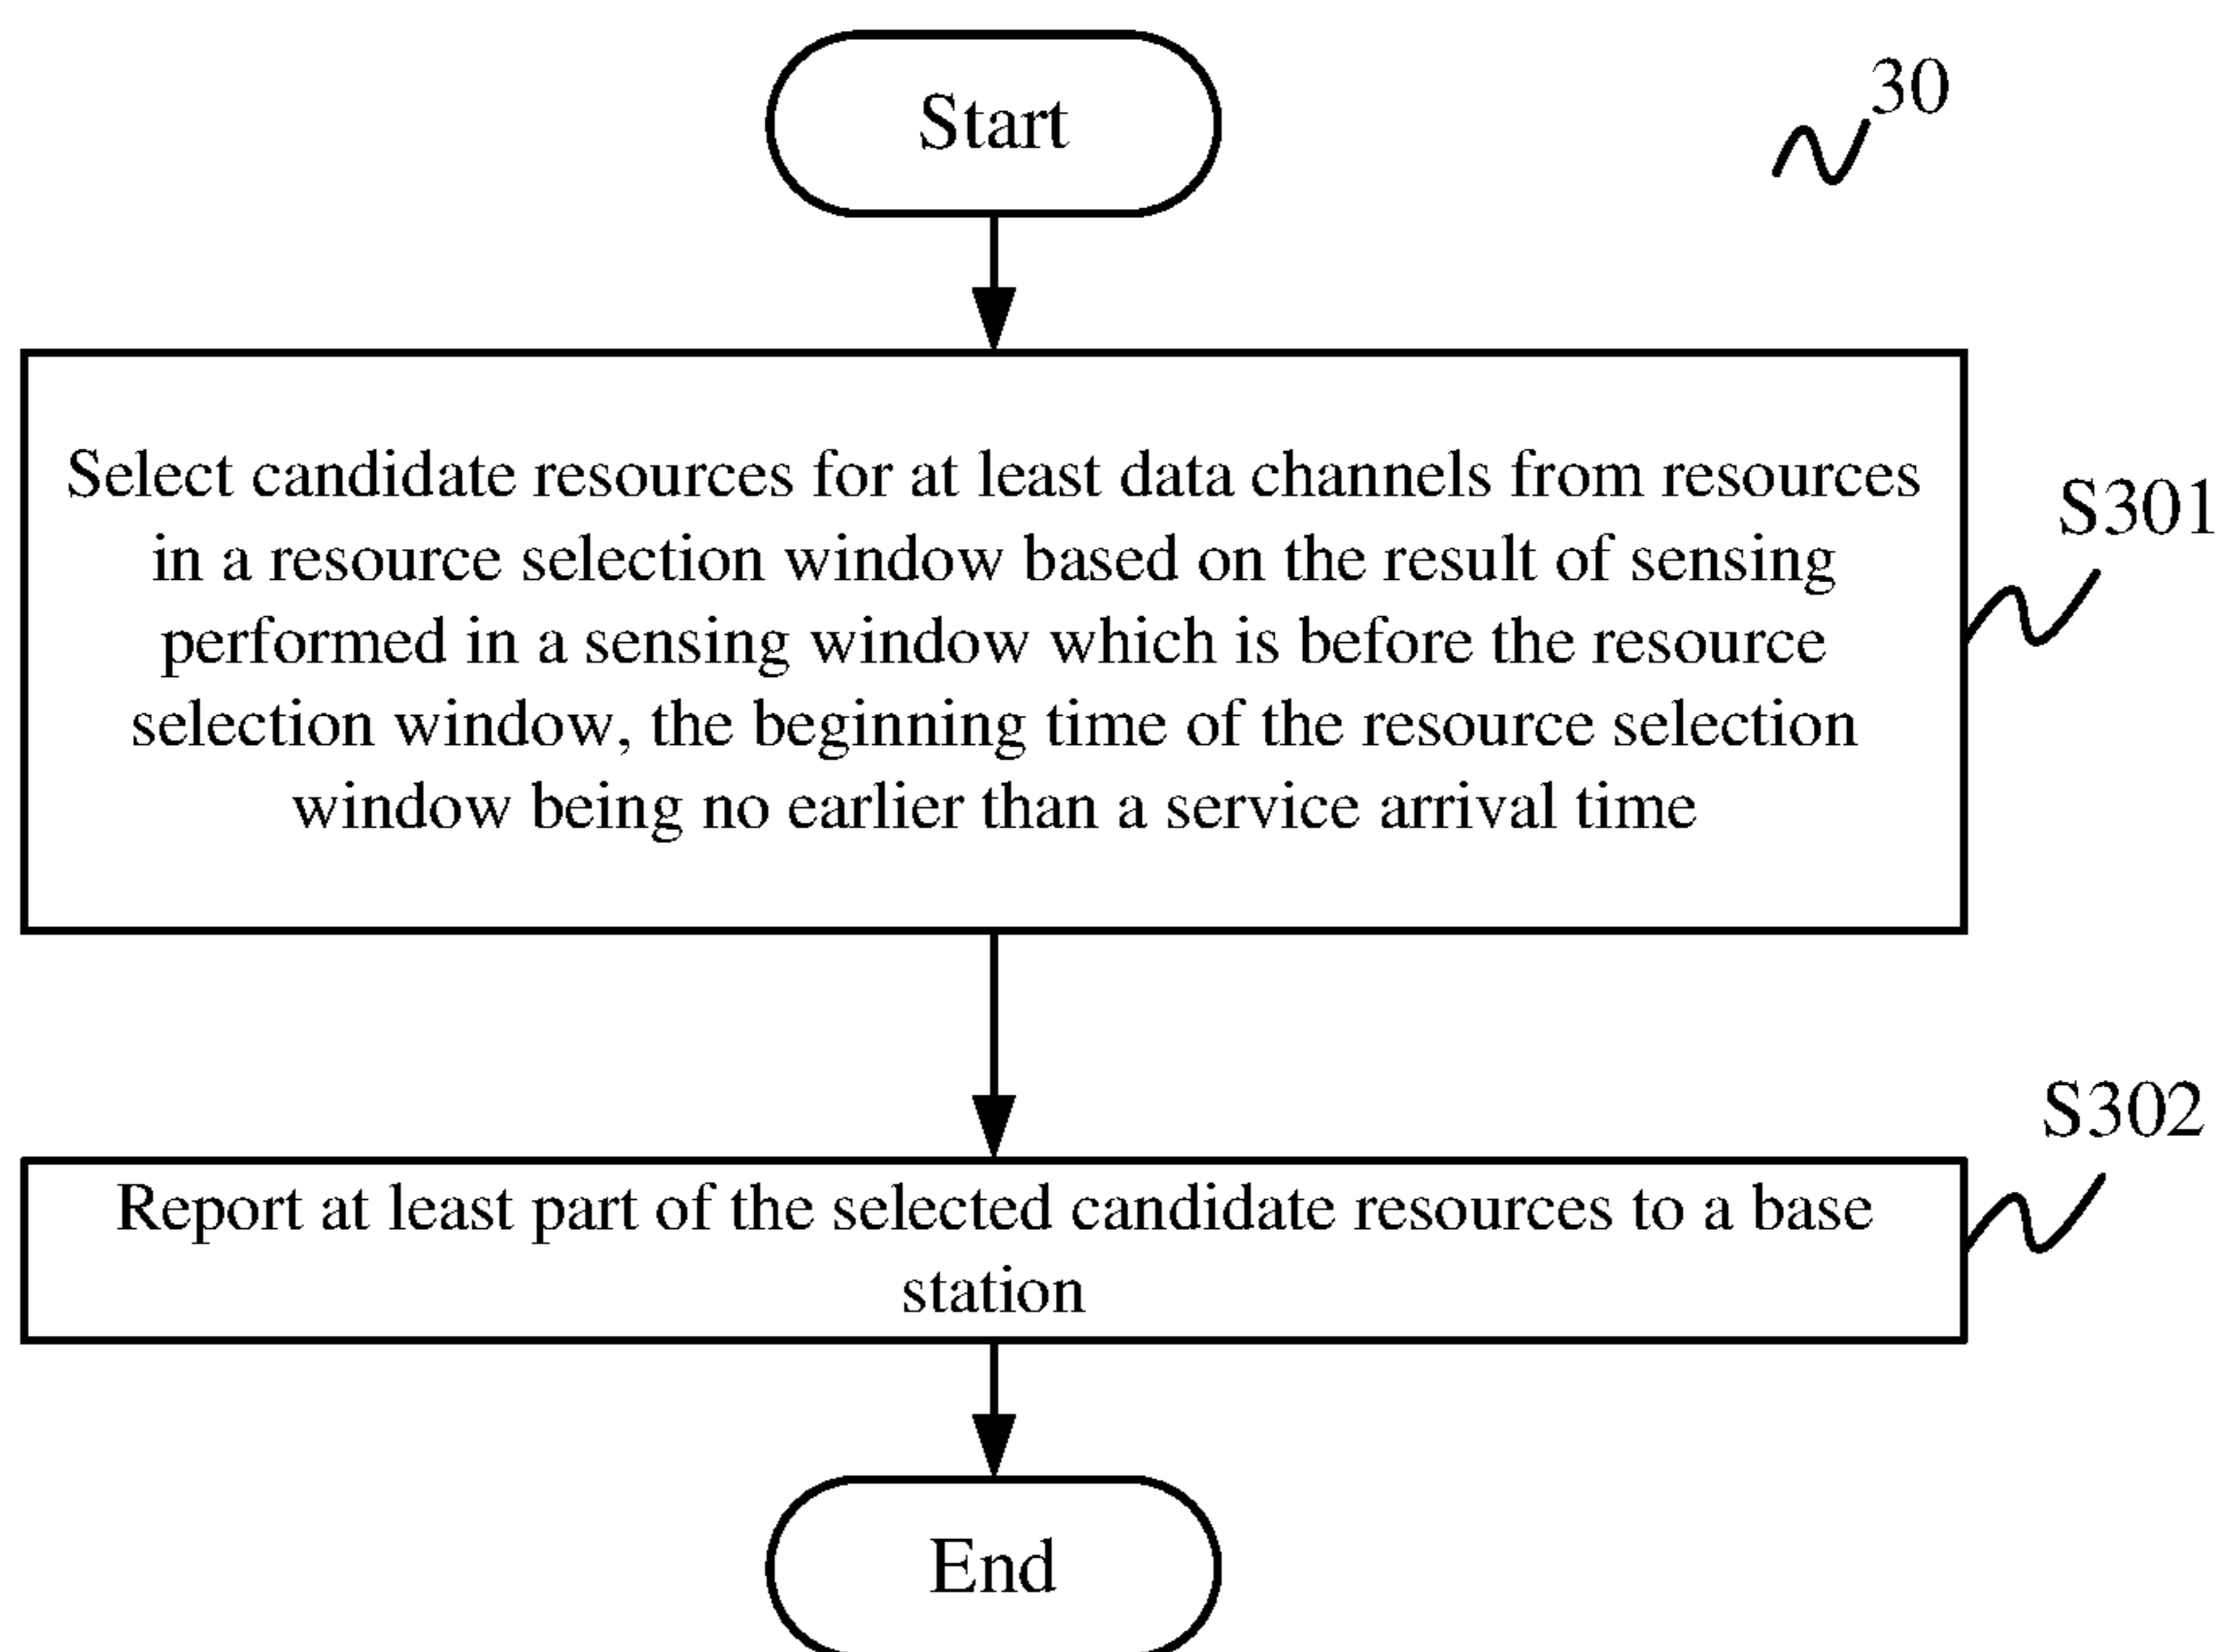 Start
30
Select candidate resources for at least data channels from resources
in a resource selection window based on the result of sensing
performed in a sensing window which is before the resource
selection window, the beginning time of the resource selection
window being no earlier than a service arrival time
S301
Report at least part of the selected candidate resources to a base
station
S302
End